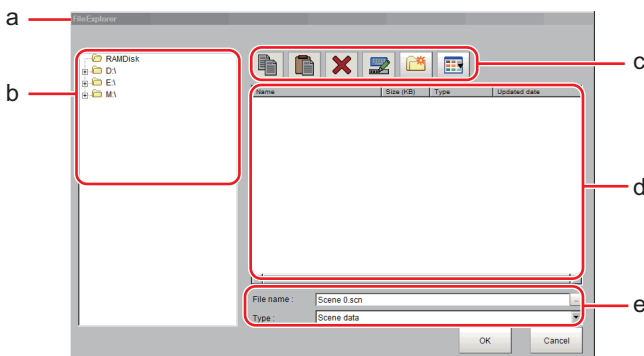 a
FileExplorer
b
RAMDisk
D:\
E:\
M:\
c
Name Size (KB) Type Updated date
d
File name : Scene 0.scn ...
Type : Scene data
e
OK Cancel